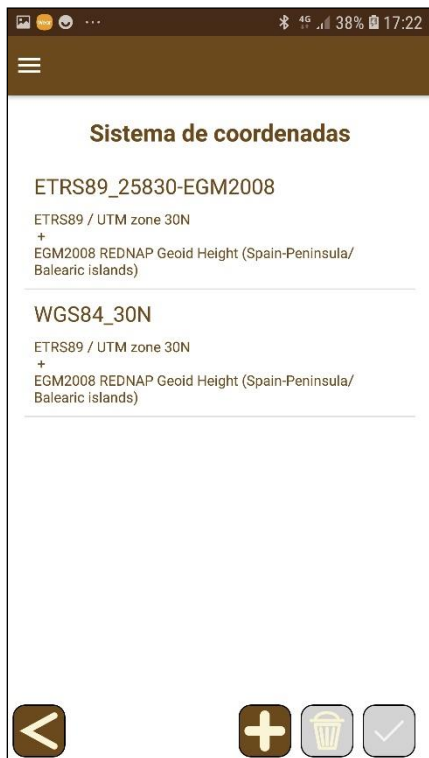 4G 38% 17:22
Sistema de coordenadas
ETRS89_25830-EGM2008
ETRS89 / UTM zone 30N
+
EGM2008 REDNAP Geoid Height (Spain-Peninsula/
Balearic islands)
WGS84_30N
ETRS89 / UTM zone 30N
+
EGM2008 REDNAP Geoid Height (Spain-Peninsula/
Balearic islands)